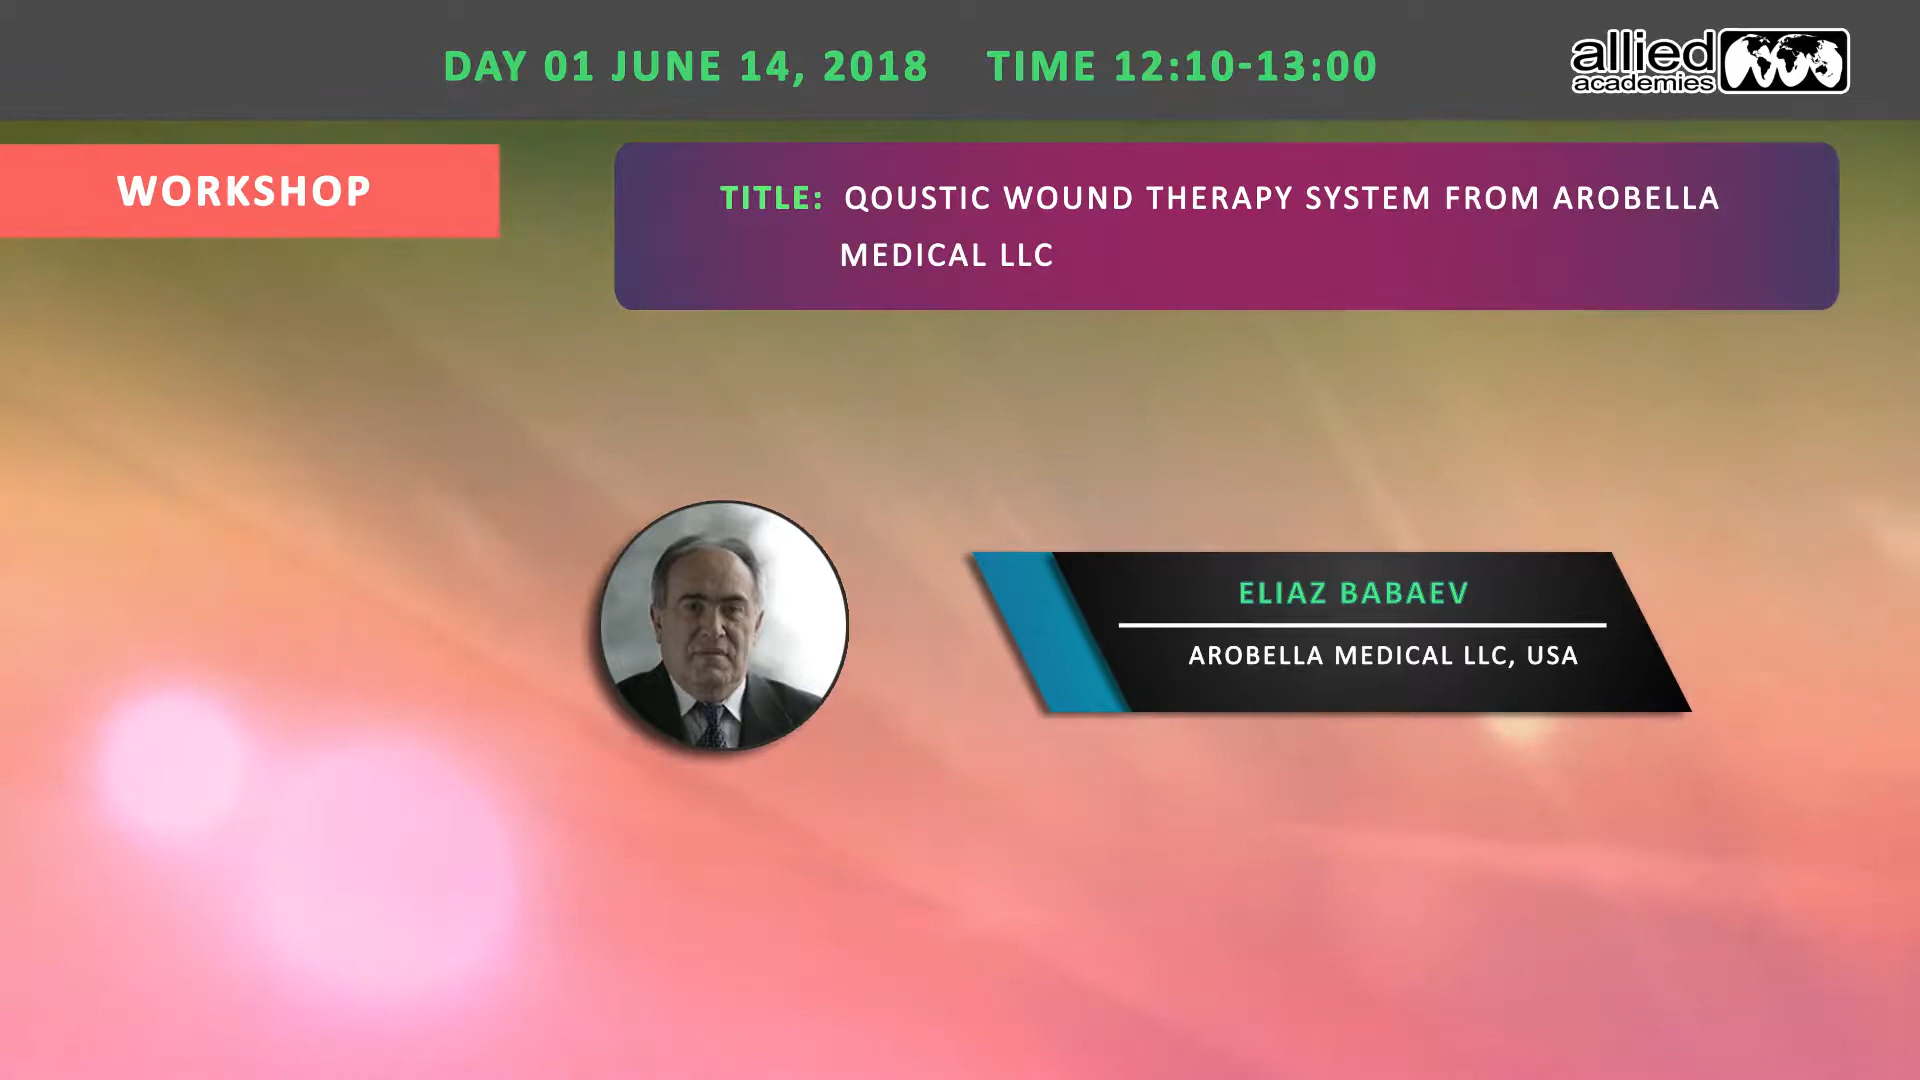 DAY 01 JUNE 14, 2018 TIME 12:10-13:00
allied
academies
WORKSHOP
TITLE: QOUSTIC WOUND THERAPY SYSTEM FROM AROBELLA
MEDICAL LLC
ELIAZ BABAEV
AROBELLA MEDICAL LLC, USA